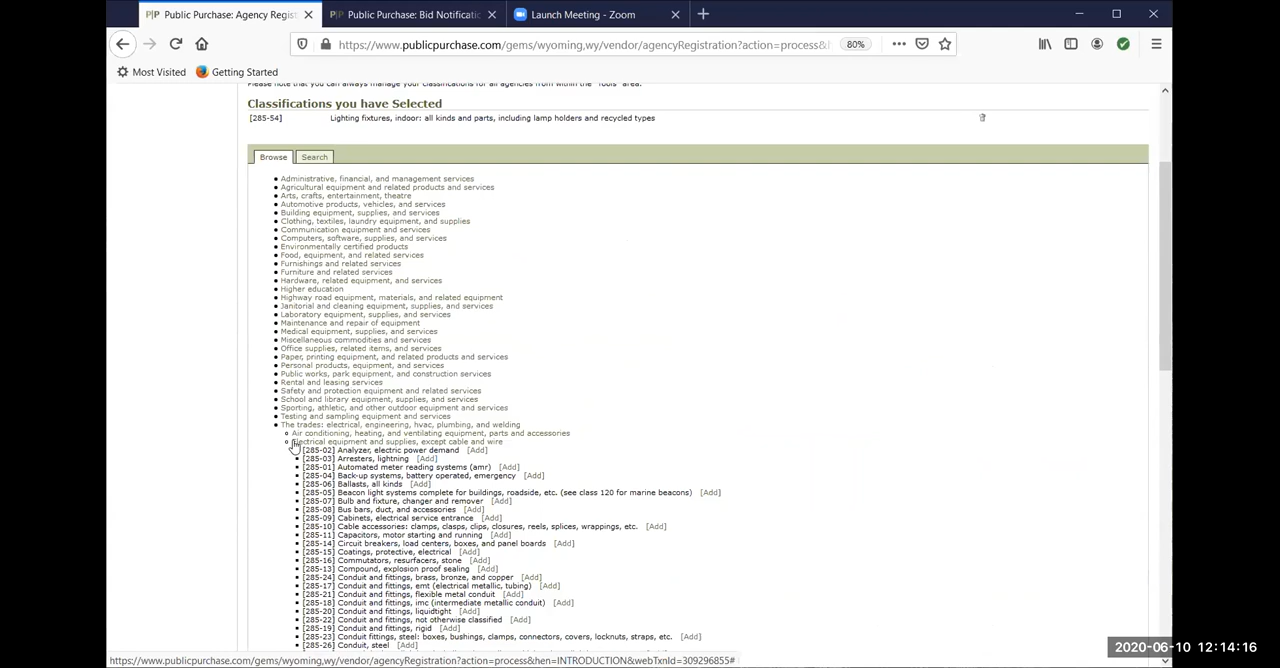 P|P Public Purchase: Agency Regist
P|P Public Purchase: Bid Notificati
Launch Meeting - Zoom
https://www.publicpurchase.com/gems/wyoming,wy/vendor/agencyRegistration?action=process&
80%
Most Visited
Getting Started
Please note that you can always manage your classifications for all agencies from within the "Tools" area.
Classifications you have Selected
[285-54] Lighting fixtures, indoor: all kinds and parts, including lamp holders and recycled types
Browse
Search
Administrative, financial, and management services
Agricultural equipment and related products and services
Arts, crafts, entertainment, theatre
Automotive products, vehicles, and services
Building equipment, supplies, and services
Clothing, textiles, laundry equipment, and supplies
Communication equipment and services
Computers, software, supplies, and services
Environmentally certified products
Food, equipment, and related services
Furnishings and related services
Furniture and related services
Hardware, related equipment, and services
Higher education
Highway road equipment, materials, and related equipment
Janitorial and cleaning equipment, supplies, and services
Laboratory equipment, supplies, and services
Maintenance and repair of equipment
Medical equipment, supplies, and services
Miscellaneous commodities and services
Office supplies, related items, and services
Paper, printing equipment, and related products and services
Personal products, equipment, and services
Public works, park equipment, and construction services
Rental and leasing services
Safety and protection equipment and related services
School and library equipment, supplies, and services
Sporting, athletic, and other outdoor equipment and services
Testing and sampling equipment and services
The trades: electrical, engineering, hvac, plumbing, and welding
Air conditioning, heating, and ventilating equipment, parts and accessories
Electrical equipment and supplies, except cable and wire
[285-02] Analyzer, electric power demand [Add]
[285-03] Arresters, lightning [Add]
[285-01] Automated meter reading systems (amr) [Add]
[285-04] Back-up systems, battery operated, emergency [Add]
[285-06] Ballasts, all kinds [Add]
[285-05] Beacon light systems complete for buildings, roadside, etc. (see class 120 for marine beacons) [Add]
[285-07] Bulb and fixture, changer and remover [Add]
[285-08] Bus bars, duct, and accessories [Add]
[285-09] Cabinets, electrical service entrance [Add]
[285-10] Cable accessories: clamps, clasps, clips, closures, reels, splices, wrappings, etc. [Add]
[285-11] Capacitors, motor starting and running [Add]
[285-14] Circuit breakers, load centers, boxes, and panel boards [Add]
[285-15] Coatings, protective, electrical [Add]
[285-16] Commutators, resurfacers, stone [Add]
[285-13] Compound, explosion proof sealing [Add]
[285-24] Conduit and fittings, brass, bronze, and copper [Add]
[285-17] Conduit and fittings, emt (electrical metallic, tubing) [Add]
[285-21] Conduit and fittings, flexible metal conduit [Add]
[285-18] Conduit and fittings, imc (intermediate metallic conduit) [Add]
[285-20] Conduit and fittings, liquidtight [Add]
[285-22] Conduit and fittings, not otherwise classified [Add]
[285-19] Conduit and fittings, rigid [Add]
[285-23] Conduit fittings, steel: boxes, bushings, clamps, connectors, covers, locknuts, straps, etc. [Add]
[285-26] Conduit, steel [Add]
https://www.publicpurchase.com/gems/wyoming,wy/vendor/agencyRegistration?action=process&hen=INTRODUCTION&webTxnId=309296855#
2020-06-10 12:14:16